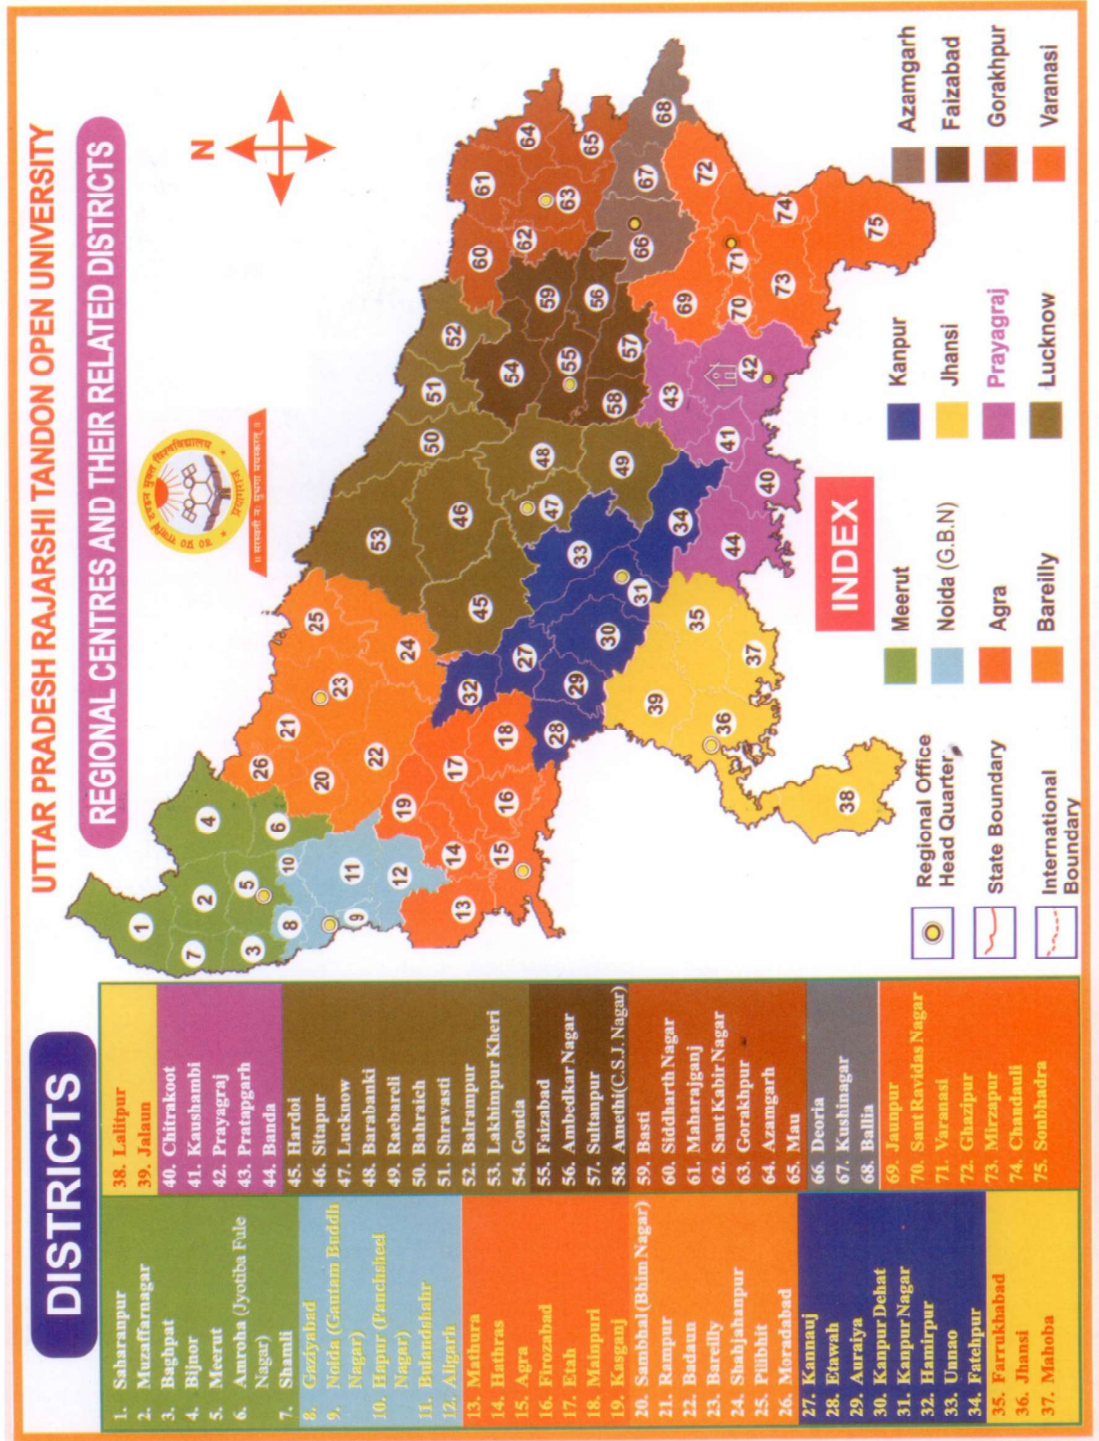 UTTAR PRADESH RAJARSHI TANDON OPEN UNIVERSITY
REGIONAL CENTRES AND THEIR RELATED DISTRICTS
DISTRICTS
1. Saharanpur
2. Muzaffarnagar
3. Baghpat
4. Bijnor
5. Meerut
6. Amroha (Jyotiba Fule
Nagar)
7. Shamli
8. Gaziyabad
9. Noida (Gautam Buddh
Nagar)
10. Hapur (Panchsheel
Nagar)
11. Bulandshahr
12. Aligarh
13. Mathura
14. Hathras
15. Agra
16. Firozabad
17. Etah
18. Mainpuri
19. Kasganj
20. Sambhal (Bhim Nagar)
21. Rampur
22. Badaun
23. Bareilly
24. Shahjahanpur
25. Pilibhit
26. Moradabad
27. Kannauj
28. Etawah
29. Auraiya
30. Kanpur Dehat
31. Kanpur Nagar
32. Hamirpur
33. Unnao
34. Fatehpur
35. Farrukhabad
36. Jhansi
37. Mahoba
38. Lalitpur
39. Jalaun
40. Chitrakoot
41. Kaushambi
42. Prayagraj
43. Pratapgarh
44. Banda
45. Hardoi
46. Sitapur
47. Lucknow
48. Barabanki
49. Raebareli
50. Bahraich
51. Shravasti
52. Balrampur
53. Lakhimpur Kheri
54. Gonda
55. Faizabad
56. Ambedkar Nagar
57. Sultanpur
58. Amethi(C.S.J. Nagar)
59. Basti
60. Siddharth Nagar
61. Maharajganj
62. Sant Kabir Nagar
63. Gorakhpur
64. Azamgarh
65. Mau
66. Deoria
67. Kushinagar
68. Ballia
69. Jaunpur
70. Sant Ravidas Nagar
71. Varanasi
72. Ghazipur
73. Mirzapur
74. Chandauli
75. Sonbhadra
उ० प्र० राजर्षि टण्डन मुक्त विश्वविद्यालय
प्रयागराज
॥ सरस्वती नः सुभगा मयस्करत् ॥
N
1
2
3
4
5
6
7
8
9
10
11
12
13
14
15
16
17
18
19
20
21
22
23
24
25
26
27
28
29
30
31
32
33
34
35
36
37
38
39
40
41
42
43
44
45
46
47
48
49
50
51
52
53
54
55
56
57
58
59
60
61
62
63
64
65
66
67
68
69
70
71
72
73
74
75
INDEX
Regional Office
Head Quarter
State Boundary
International
Boundary
Meerut
Noida (G.B.N)
Agra
Bareilly
Kanpur
Jhansi
Prayagraj
Lucknow
Azamgarh
Faizabad
Gorakhpur
Varanasi